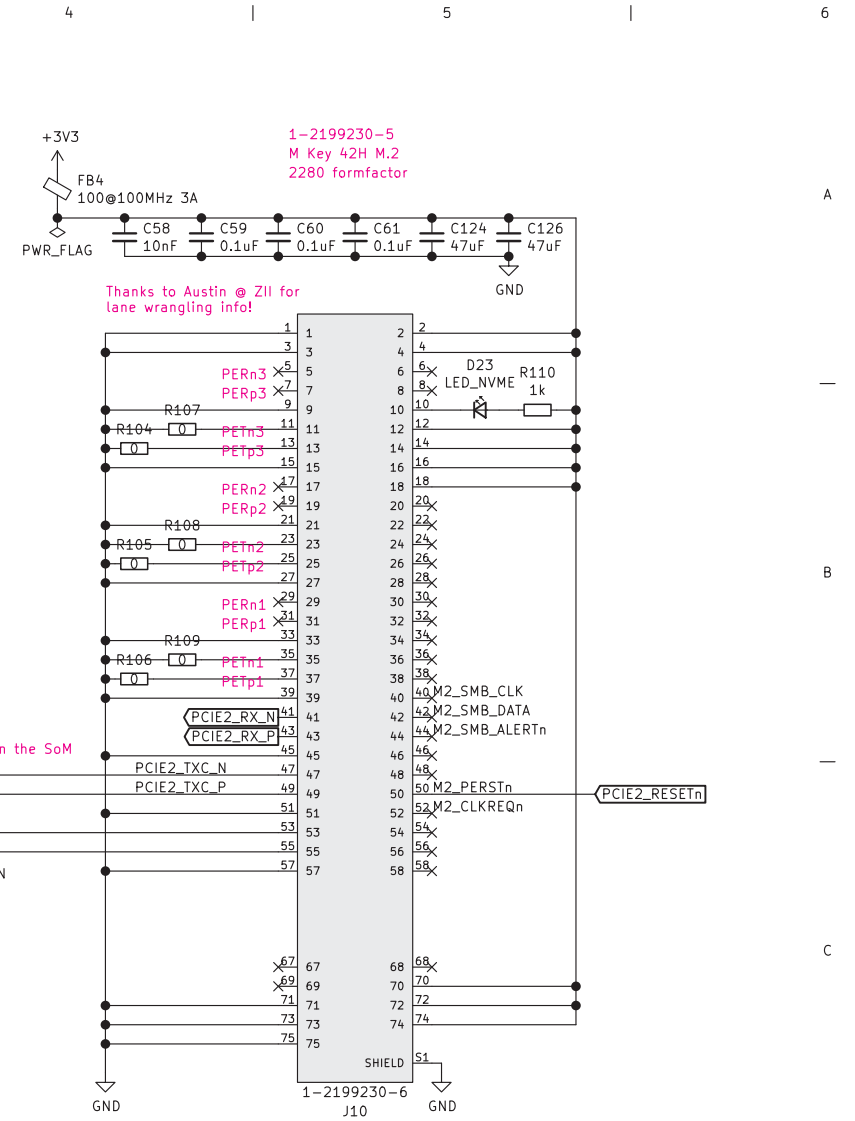 4 | 5 | 6
+3V3
1-2199230-5
M Key 42H M.2
2280 formfactor
FB4
100@100MHz 3A
A
PWR_FLAG
C58
10nF
C59
0.1uF
C60
0.1uF
C61
0.1uF
C124
47uF
C126
47uF
GND
Thanks to Austin @ ZII for
lane wrangling info!
1 1 2 2
3 3 4 4
PERn3 5 5 6 6
PERp3 7 7 8 8
D23
LED_NVME
R110
1k
9 9 10 10
R107
R104 0 PETn3 11 11 12 12
0 PETp3 13 13 14 14
15 15 16 16
PERn2 17 17 18 18
PERp2 19 19 20 20
21 21 22 22
R108
R105 0 PETn2 23 23 24 24
0 PETp2 25 25 26 26
27 27 28 28
B
PERn1 29 29 30 30
PERp1 31 31 32 32
33 33 34 34
R109
R106 0 PETn1 35 35 36 36
0 PETp1 37 37 38 38
39 39 40 40 M2_SMB_CLK
PCIE2_RX_N 41 41 42 42 M2_SMB_DATA
PCIE2_RX_P 43 43 44 44 M2_SMB_ALERTn
n the SoM
45 45 46 46
PCIE2_TXC_N 47 47 48 48
PCIE2_TXC_P 49 49 50 50 M2_PERSTn PCIE2_RESETn
51 51 52 52 M2_CLKREQn
53 53 54 54
55 55 56 56
N
57 57 58 58
C
67 67 68 68
69 69 70 70
71 71 72 72
73 73 74 74
75 75
SHIELD S1
1-2199230-6
J10
GND
GND